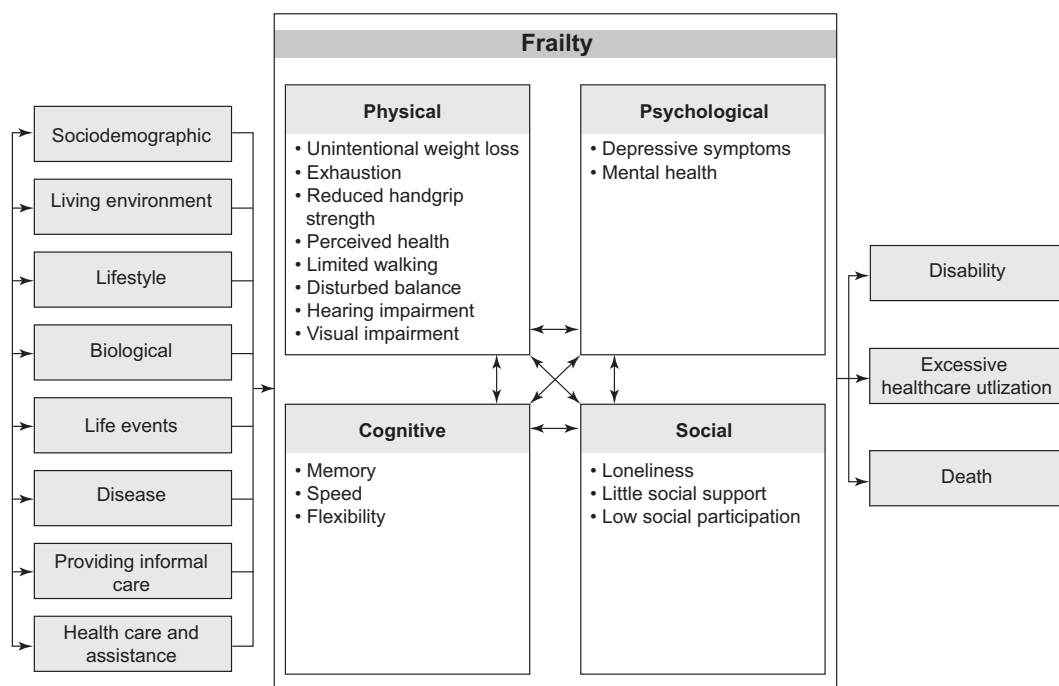 Frailty
Sociodemographic
Living environment
Lifestyle
Biological
Life events
Disease
Providing informal
care
Health care and
assistance
Physical
• Unintentional weight loss
• Exhaustion
• Reduced handgrip
strength
• Perceived health
• Limited walking
• Disturbed balance
• Hearing impairment
• Visual impairment
Psychological
• Depressive symptoms
• Mental health
Cognitive
• Memory
• Speed
• Flexibility
Social
• Loneliness
• Little social support
• Low social participation
Disability
Excessive
healthcare utlization
Death